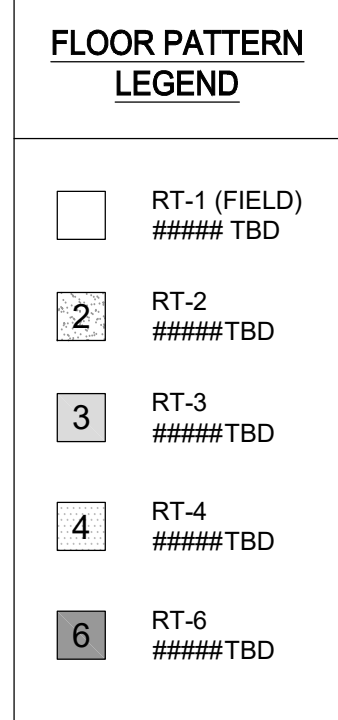 FLOOR PATTERN
LEGEND
RT-1 (FIELD)
##### TBD
2
RT-2
#####TBD
3
RT-3
#####TBD
4
RT-4
#####TBD
6
RT-6
#####TBD